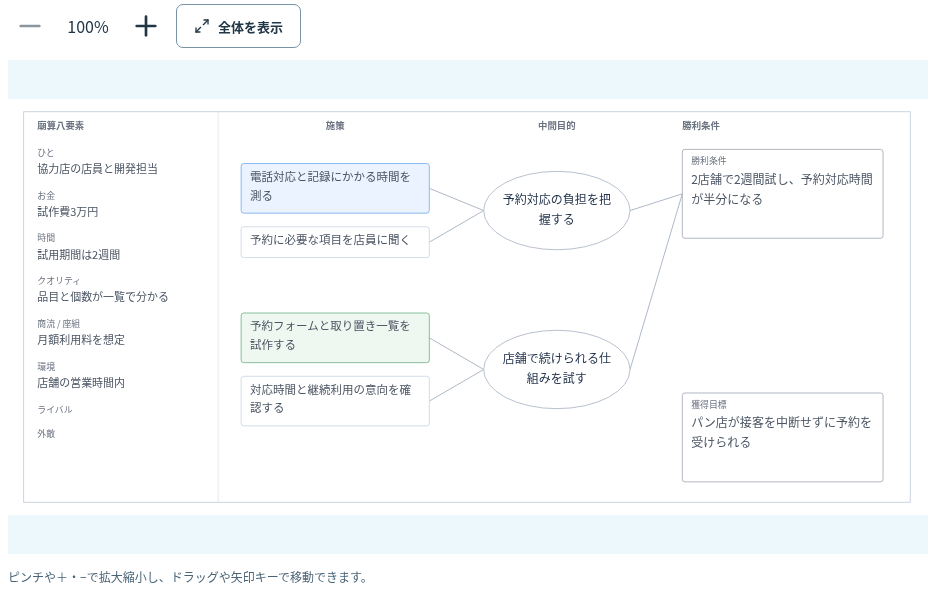 100%
全体を表示
廟算八要素
施策
中間目的
勝利条件
ひと
協力店の店員と開発担当
お金
試作費3万円
時間
試用期間は2週間
クオリティ
品目と個数が一覧で分かる
商流 / 座組
月額利用料を想定
環境
店舗の営業時間内
ライバル
外敵
電話対応と記録にかかる時間を
測る
予約に必要な項目を店員に聞く
予約フォームと取り置き一覧を
試作する
対応時間と継続利用の意向を確
認する
予約対応の負担を把
握する
店舗で続けられる仕
組みを試す
勝利条件
2店舗で2週間試し、予約対応時間
が半分になる
獲得目標
パン店が接客を中断せずに予約を
受けられる
ピンチや＋・−で拡大縮小し、ドラッグや矢印キーで移動できます。